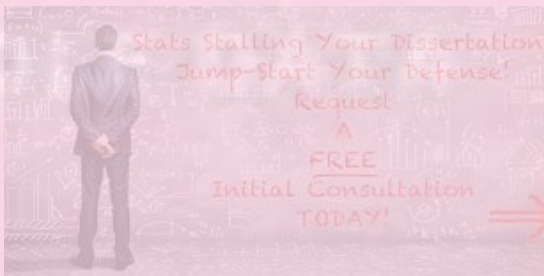 Stats Stalling Your Dissertation
Jump-Start Your Defense!
Request
A
FREE
Initial Consultation
TODAY!